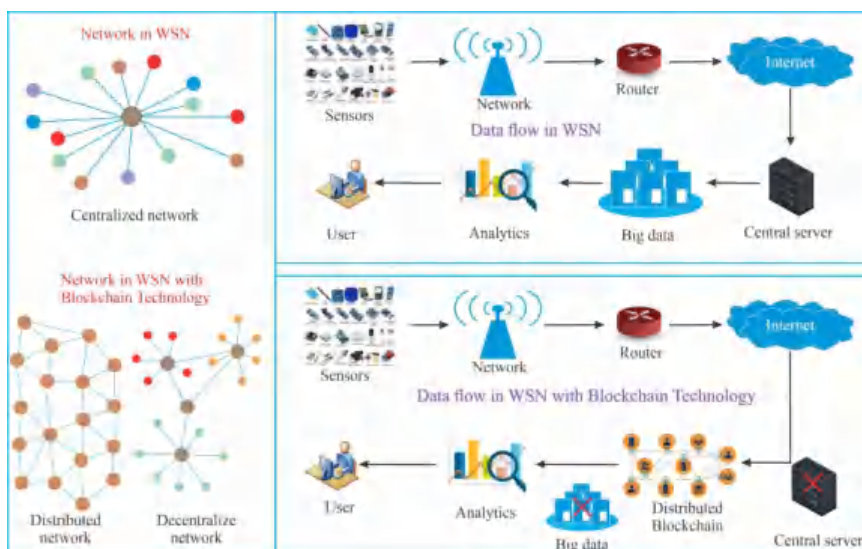 Network in WSN
Centralized network
Network in WSN with
Blockchain Technology
Distributed
network
Decentralize
network
Sensors
Network
Router
Internet
Data flow in WSN
User
Analytics
Big data
Central server
Sensors
Network
Router
Internet
Data flow in WSN with Blockchain Technology
User
Analytics
Big data
Distributed
Blockchain
Central server